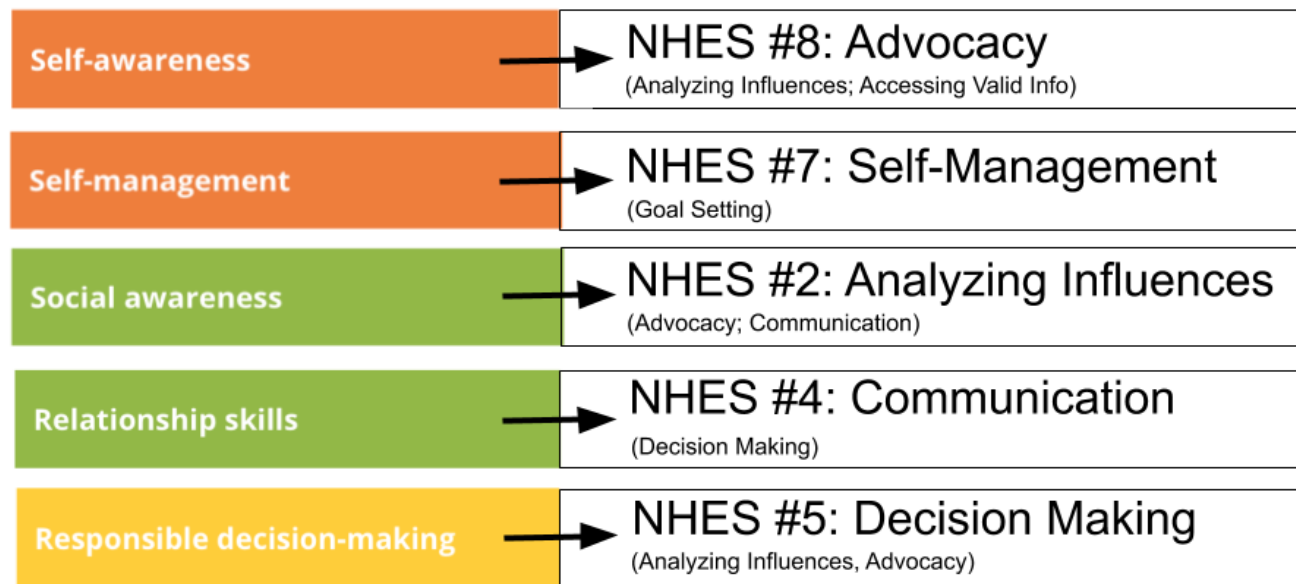 Self-awareness
NHES #8: Advocacy
(Analyzing Influences; Accessing Valid Info)
Self-management
NHES #7: Self-Management
(Goal Setting)
Social awareness
NHES #2: Analyzing Influences
(Advocacy; Communication)
Relationship skills
NHES #4: Communication
(Decision Making)
Responsible decision-making
NHES #5: Decision Making
(Analyzing Influences, Advocacy)